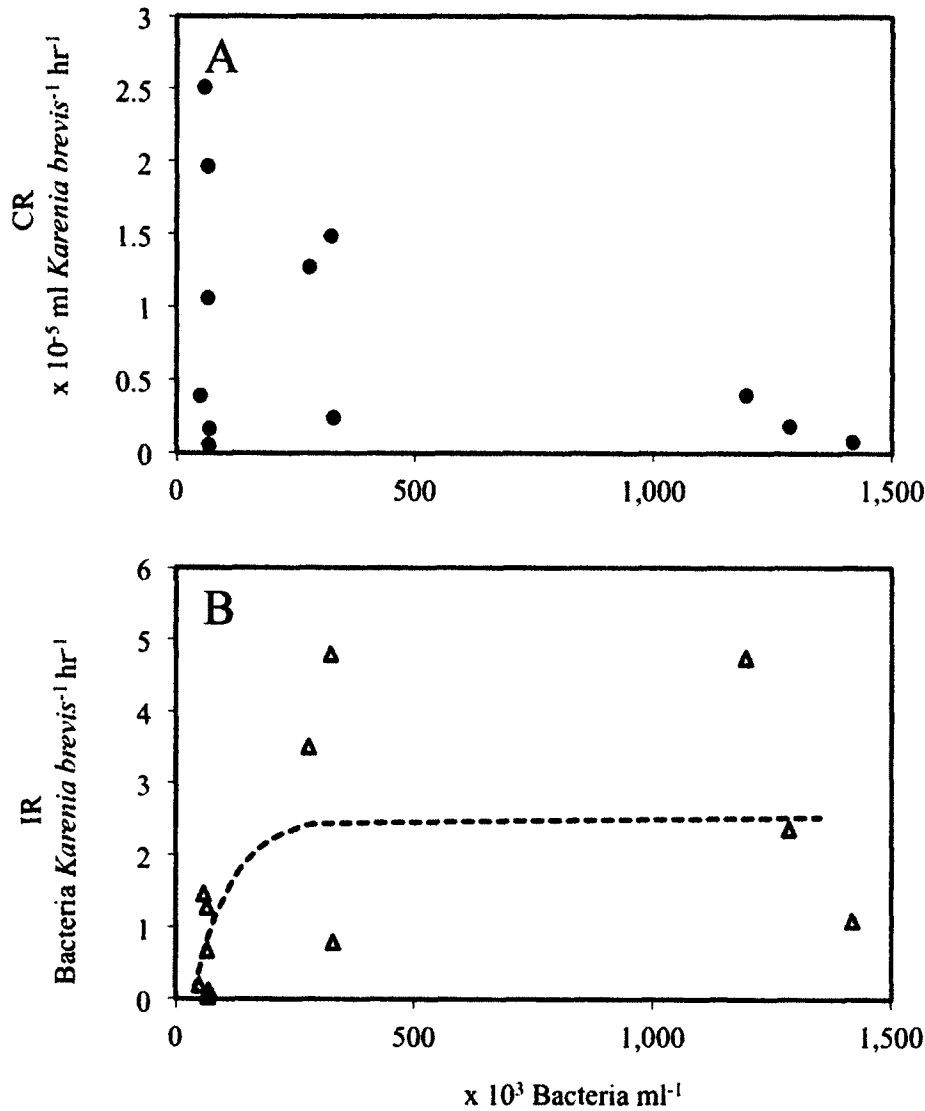 A
CR
x 10⁻⁵ ml Karenia brevis⁻¹ hr⁻¹
3
2.5
2
1.5
1
0.5
0
0 500 1,000 1,500
B
IR
Bacteria Karenia brevis⁻¹ hr⁻¹
6
5
4
3
2
1
0
0 500 1,000 1,500
x 10³ Bacteria ml⁻¹